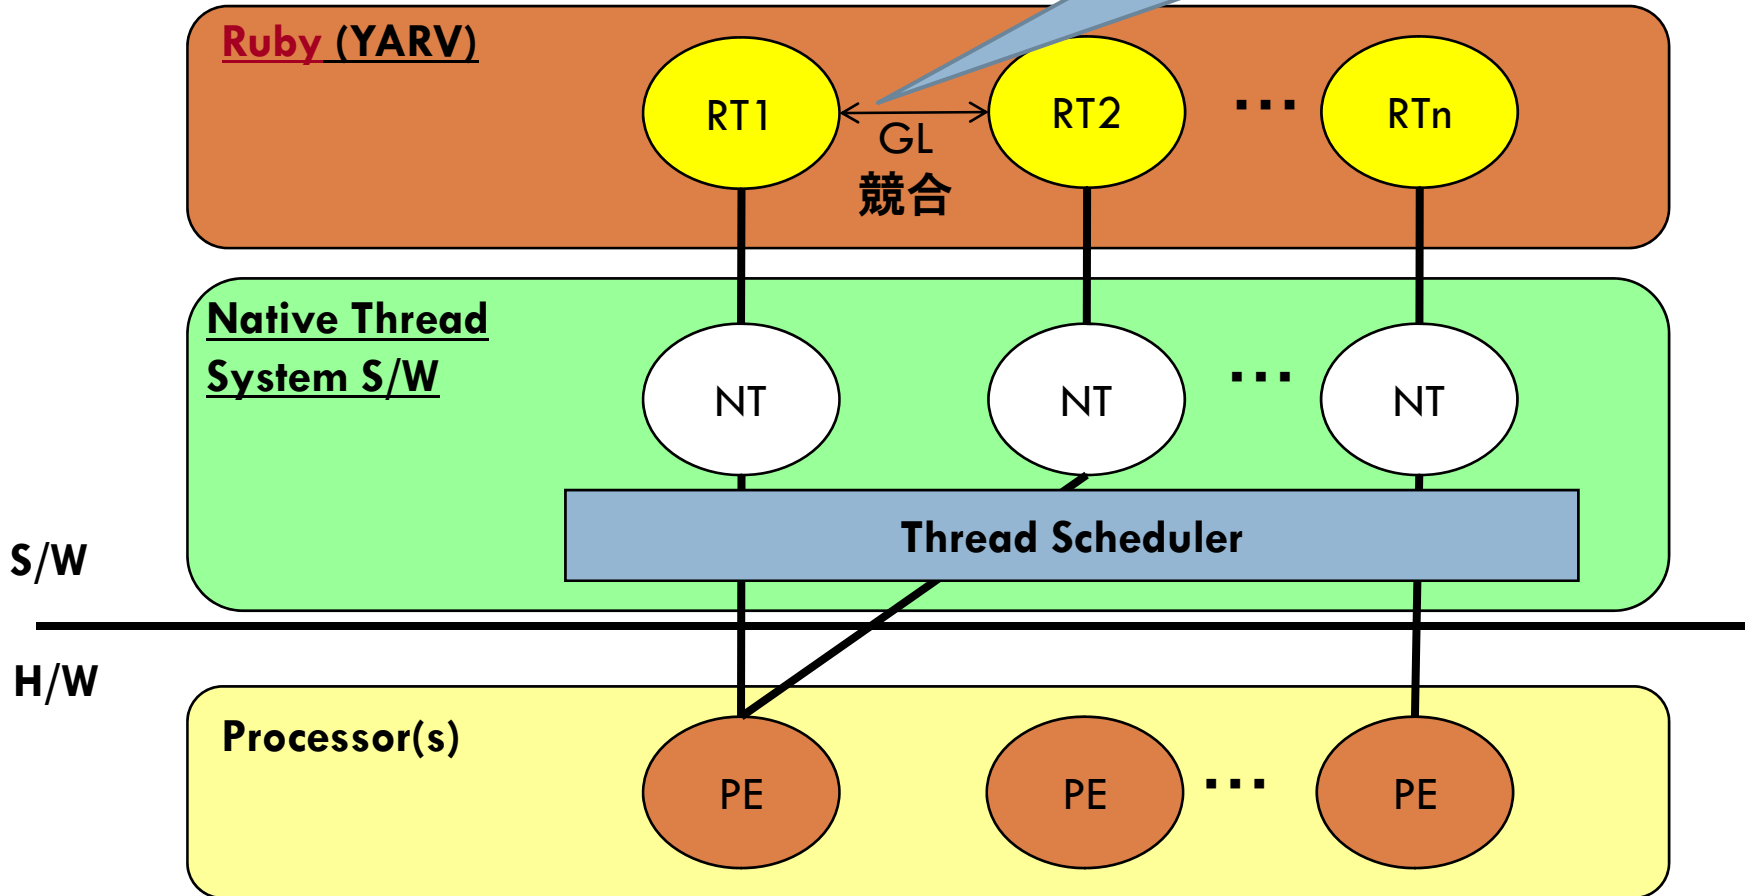 Ruby (YARV)
RT1
RT2
...
RTn
GL
競合
Native Thread
System S/W
NT
NT
...
NT
Thread Scheduler
S/W
H/W
Processor(s)
PE
PE
...
PE